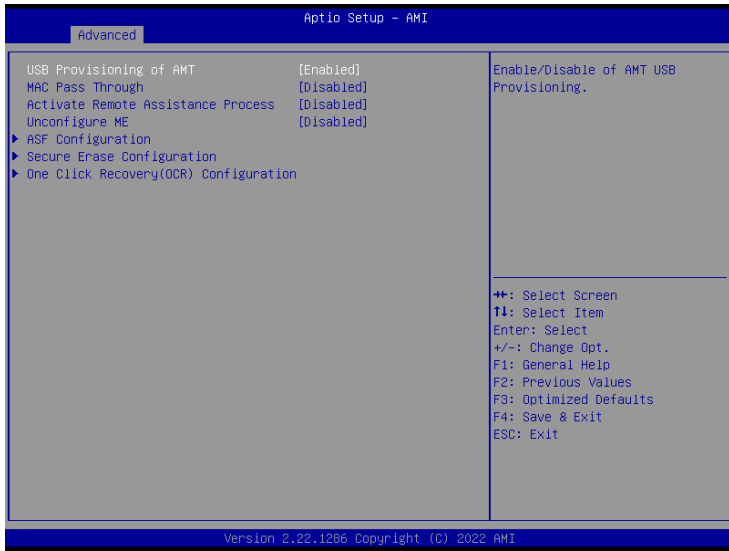 Aptio Setup - AMI
Advanced
USB Provisioning of AMT [Enabled]
MAC Pass Through [Disabled]
Activate Remote Assistance Process [Disabled]
Unconfigure ME [Disabled]
ASF Configuration
Secure Erase Configuration
One Click Recovery(OCR) Configuration
Enable/Disable of AMT USB
Provisioning.
→←: Select Screen
↑↓: Select Item
Enter: Select
+/-: Change Opt.
F1: General Help
F2: Previous Values
F3: Optimized Defaults
F4: Save & Exit
ESC: Exit
Version 2.22.1286 Copyright (C) 2022 AMI